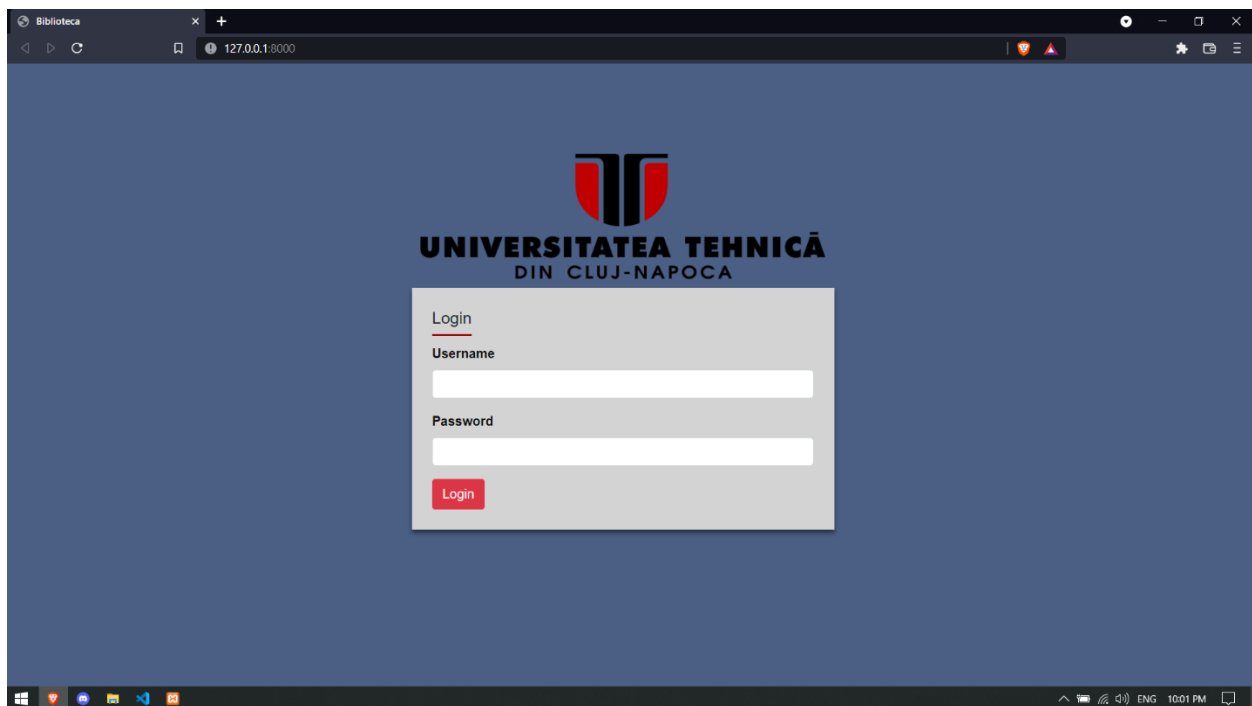 Biblioteca
127.0.0.1:8000
UNIVERSITATEA TEHNICĂ
DIN CLUJ-NAPOCA
Login
Username
Password
Login
ENG 10:01 PM